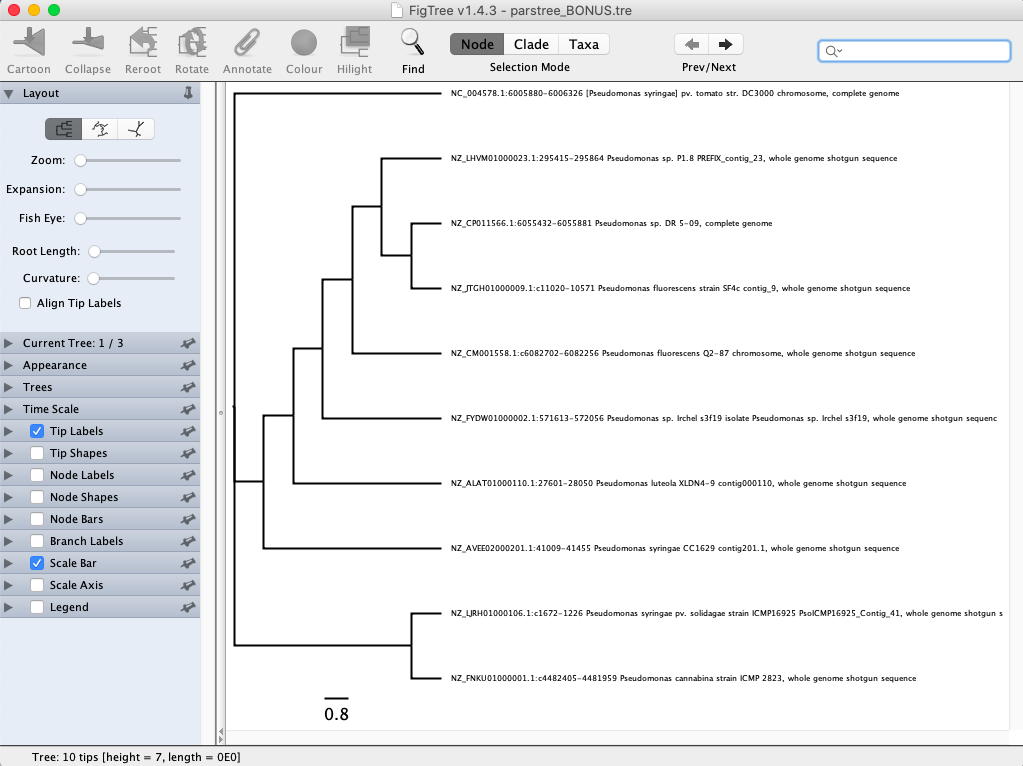 FigTree v1.4.3 - parstree_BONUS.tre
Cartoon Collapse Reroot Rotate Annotate Colour Hilight Find
Node Clade Taxa
Selection Mode
Prev/Next
Layout
Zoom:
Expansion:
Fish Eye:
Root Length:
Curvature:
Align Tip Labels
Current Tree: 1 / 3
Appearance
Trees
Time Scale
Tip Labels
Tip Shapes
Node Labels
Node Shapes
Node Bars
Branch Labels
Scale Bar
Scale Axis
Legend
NC_004578.1:6005880-6006326 [Pseudomonas syringae] pv. tomato str. DC3000 chromosome, complete genome
NZ_LHVM01000023.1:295415-295864 Pseudomonas sp. P1.8 PREFIX_contig_23, whole genome shotgun sequence
NZ_CP011566.1:6055432-6055881 Pseudomonas sp. DR 5-09, complete genome
NZ_JTGH01000009.1:c11020-10571 Pseudomonas fluorescens strain SF4c contig_9, whole genome shotgun sequence
NZ_CM001558.1:c6082702-6082256 Pseudomonas fluorescens Q2-87 chromosome, whole genome shotgun sequence
NZ_FYDW01000002.1:571613-572056 Pseudomonas sp. Irchel s3f19 isolate Pseudomonas sp. Irchel s3f19, whole genome shotgun sequenc
NZ_ALAT01000110.1:27601-28050 Pseudomonas luteola XLDN4-9 contig000110, whole genome shotgun sequence
NZ_AVEE02000201.1:41009-41455 Pseudomonas syringae CC1629 contig201.1, whole genome shotgun sequence
NZ_LJRH01000106.1:c1672-1226 Pseudomonas syringae pv. solidagae strain ICMP16925 PsoICMP16925_Contig_41, whole genome shotgun s
NZ_FNKU01000001.1:c4482405-4481959 Pseudomonas cannabina strain ICMP 2823, whole genome shotgun sequence
0.8
Tree: 10 tips [height = 7, length = 0E0]